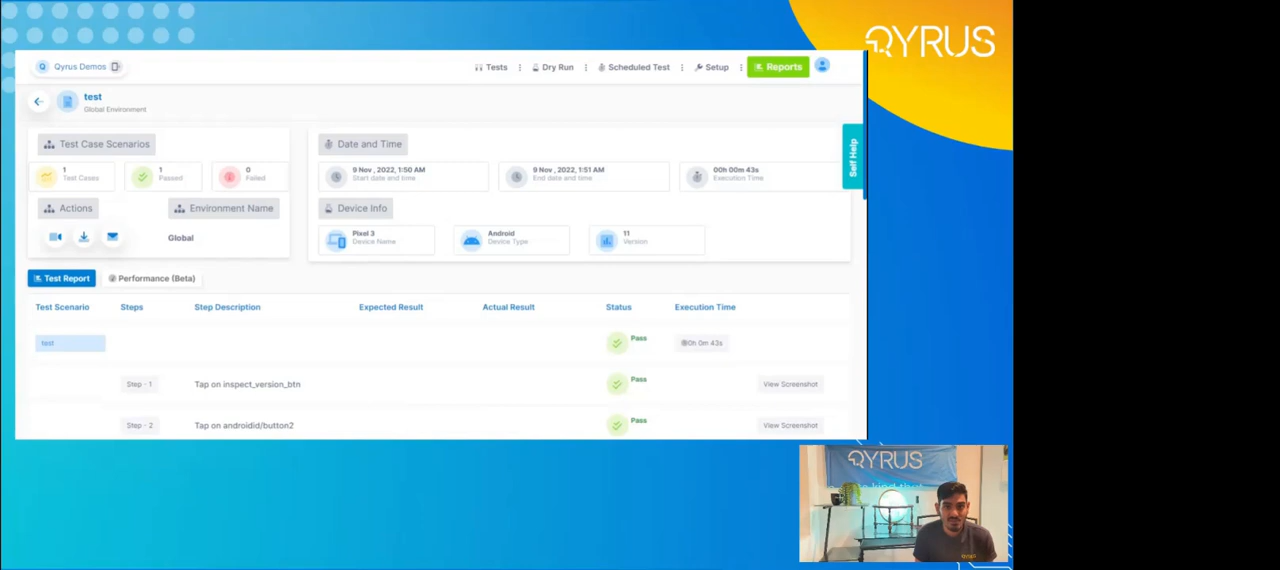 QYRUS
Qyrus Demos
Tests
Dry Run
Scheduled Test
Setup
Reports
test
Global Environment
Self Help
Test Case Scenarios
Date and Time
1
Test Cases
1
Passed
0
Failed
9 Nov , 2022, 1:50 AM
Start date and time
9 Nov , 2022, 1:51 AM
End date and time
00h 00m 43s
Execution Time
Actions
Environment Name
Device Info
Global
Pixel 3
Device Name
Android
Device Type
11
Version
Test Report
Performance (Beta)
Test Scenario Steps Step Description Expected Result Actual Result Status Execution Time
test Pass 0h 0m 43s
Step - 1 Tap on inspect_version_btn Pass View Screenshot
Step - 2 Tap on androidid/button2 Pass View Screenshot
QYRUS
kind that